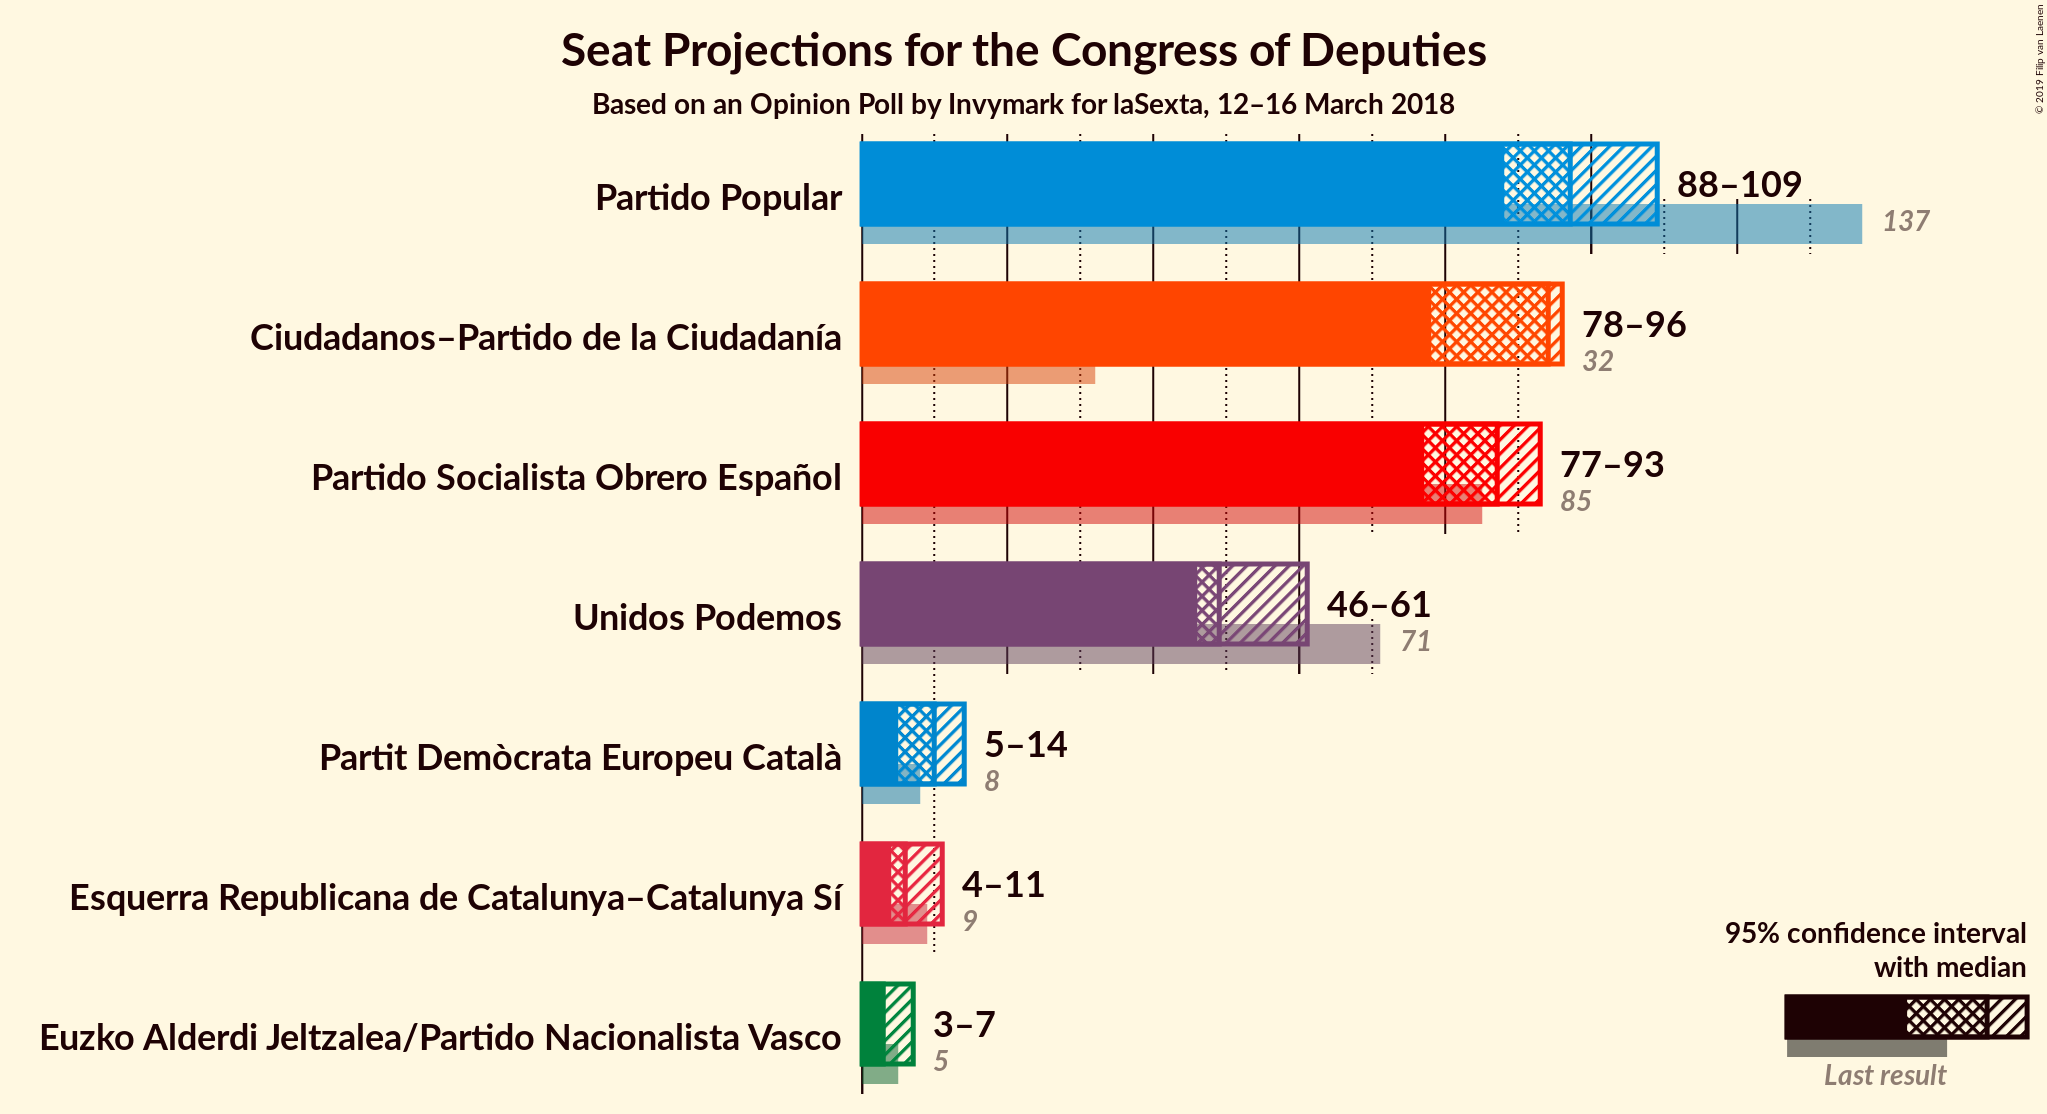 Seat Projections for the Congress of Deputies
Based on an Opinion Poll by Invymark for laSexta, 12–16 March 2018
© 2019 Filip van Laenen
Partido Popular
88–109
137
Ciudadanos–Partido de la Ciudadanía
78–96
32
Partido Socialista Obrero Español
77–93
85
Unidos Podemos
46–61
71
Partit Demòcrata Europeu Català
5–14
8
Esquerra Republicana de Catalunya–Catalunya Sí
4–11
9
Euzko Alderdi Jeltzalea/Partido Nacionalista Vasco
3–7
5
95% confidence interval
with median
Last result